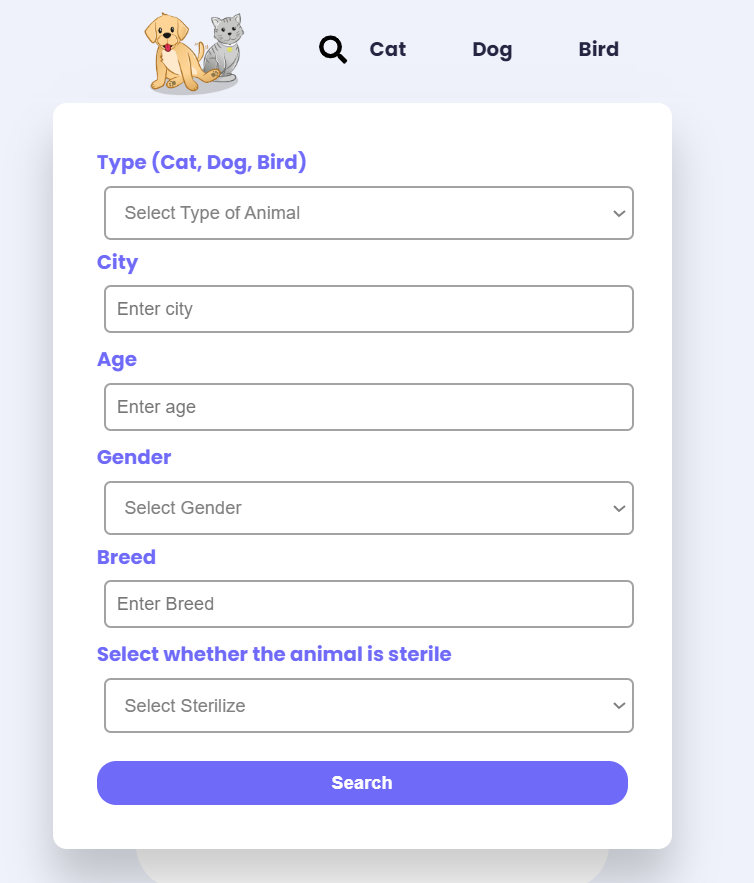 Cat Dog Bird
Type (Cat, Dog, Bird)
Select Type of Animal
City
Enter city
Age
Enter age
Gender
Select Gender
Breed
Enter Breed
Select whether the animal is sterile
Select Sterilize
Search